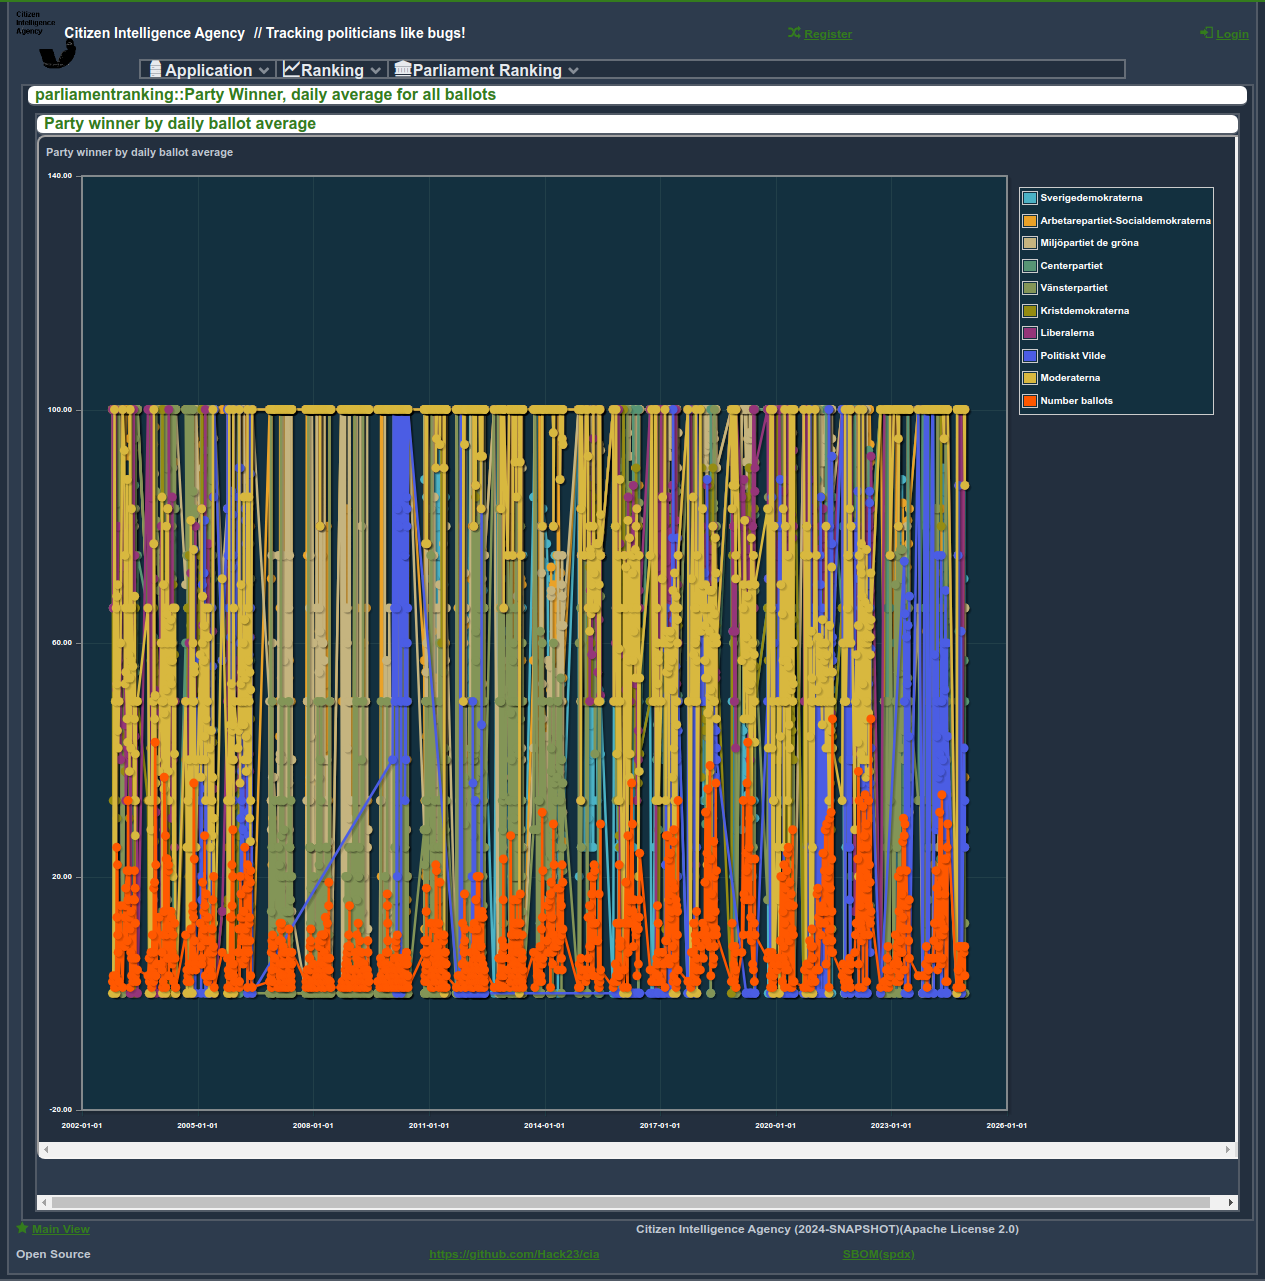 Citizen
Intelligence
Agency
Citizen Intelligence Agency // Tracking politicians like bugs!
Register
Login
Application
Ranking
Parliament Ranking
parliamentranking::Party Winner, daily average for all ballots
Party winner by daily ballot average
Party winner by daily ballot average
140.00
100.00
60.00
20.00
-20.00
2002-01-01
2005-01-01
2008-01-01
2011-01-01
2014-01-01
2017-01-01
2020-01-01
2023-01-01
2026-01-01
Sverigedemokraterna
Arbetarepartiet-Socialdemokraterna
Miljöpartiet de gröna
Centerpartiet
Vänsterpartiet
Kristdemokraterna
Liberalerna
Politiskt Vilde
Moderaterna
Number ballots
Main View
Citizen Intelligence Agency (2024-SNAPSHOT)(Apache License 2.0)
Open Source
https://github.com/Hack23/cia
SBOM(spdx)